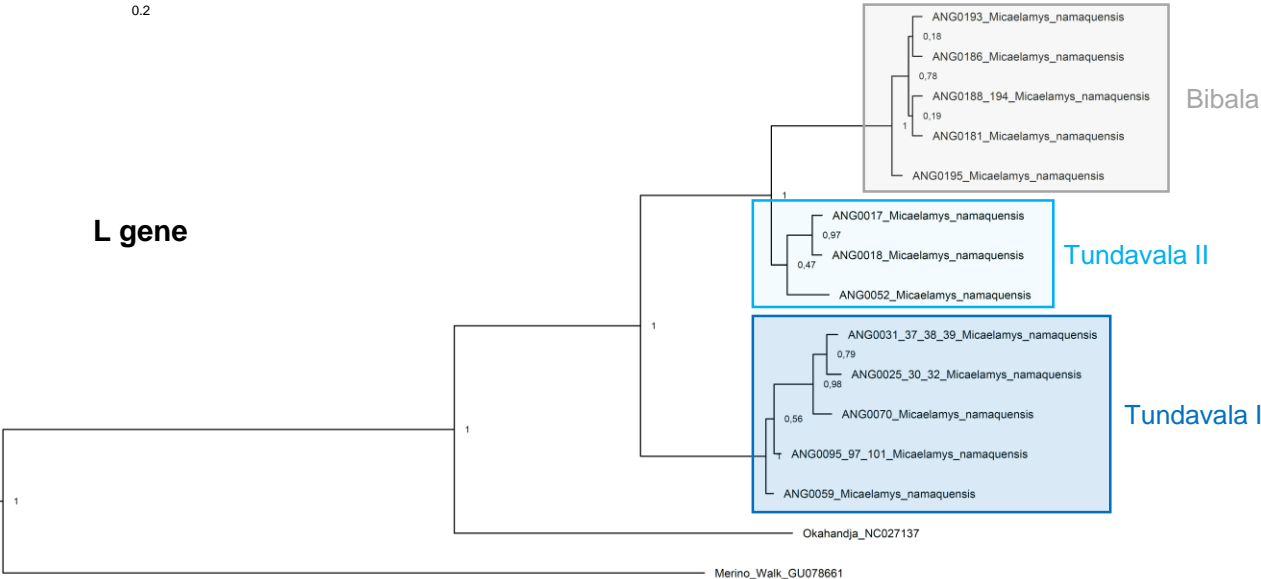 0.2
ANG0193_Micaelamys_namaquensis
0,18
ANG0186_Micaelamys_namaquensis
0,78
ANG0188_194_Micaelamys_namaquensis
Bibala
0,19
1
ANG0181_Micaelamys_namaquensis
ANG0195_Micaelamys_namaquensis
1
ANG0017_Micaelamys_namaquensis
L gene
0,97
ANG0018_Micaelamys_namaquensis
Tundavala II
0,47
ANG0052_Micaelamys_namaquensis
1
ANG0031_37_38_39_Micaelamys_namaquensis
0,79
ANG0025_30_32_Micaelamys_namaquensis
0,98
ANG0070_Micaelamys_namaquensis
Tundavala I
0,56
1
ANG0095_97_101_Micaelamys_namaquensis
1
ANG0059_Micaelamys_namaquensis
1
Okahandja_NC027137
Merino_Walk_GU078661